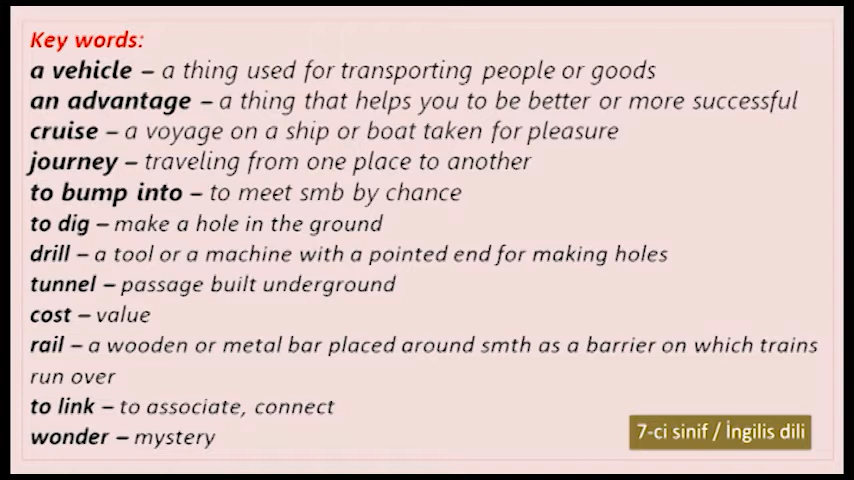 Key words:
a vehicle – a thing used for transporting people or goods
an advantage – a thing that helps you to be better or more successful
cruise – a voyage on a ship or boat taken for pleasure
journey – traveling from one place to another
to bump into – to meet smb by chance
to dig – make a hole in the ground
drill – a tool or a machine with a pointed end for making holes
tunnel – passage built underground
cost – value
rail – a wooden or metal bar placed around smth as a barrier on which trains
run over
to link – to associate, connect
wonder – mystery
7-ci sinif / İngilis dili